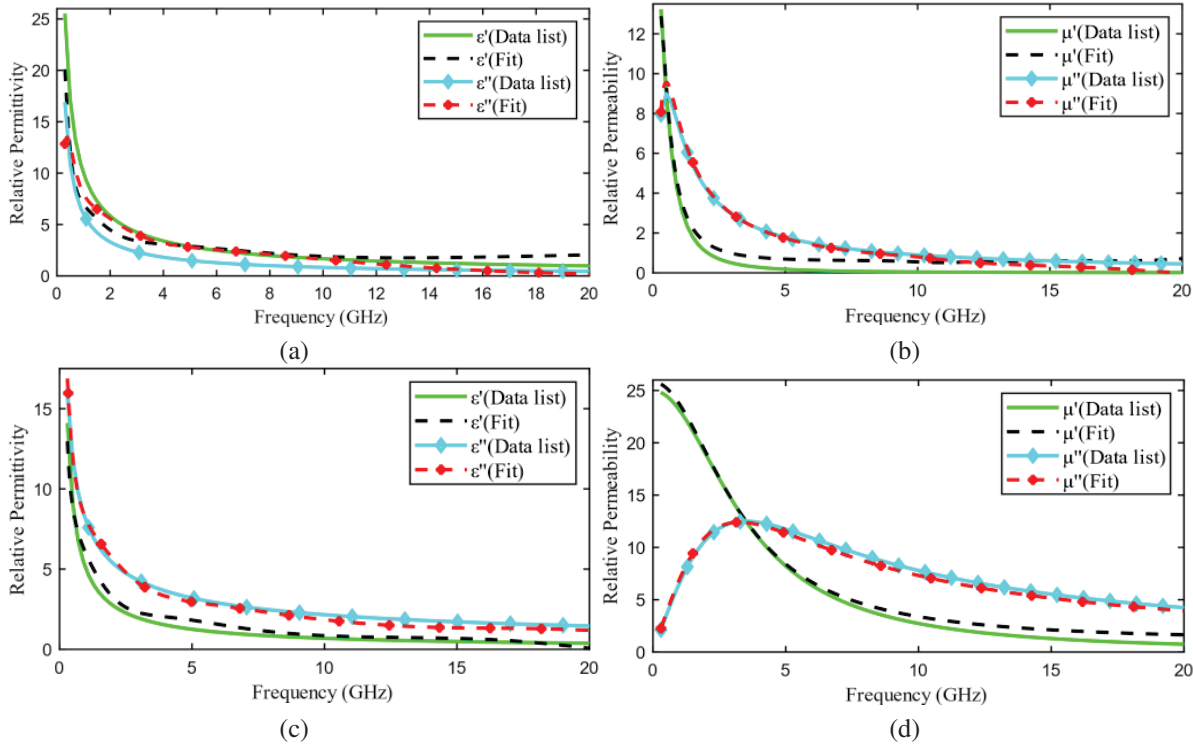 25
20
15
10
5
0
Relative Permittivity
ε'(Data list)
ε'(Fit)
ε''(Data list)
ε''(Fit)
0 2 4 6 8 10 12 14 16 18 20
Frequency (GHz)
(a)
12
10
8
6
4
2
0
Relative Permeability
μ'(Data list)
μ'(Fit)
μ''(Data list)
μ''(Fit)
0 5 10 15 20
Frequency (GHz)
(b)
15
10
5
0
Relative Permittivity
ε'(Data list)
ε'(Fit)
ε''(Data list)
ε''(Fit)
0 5 10 15 20
Frequency (GHz)
(c)
25
20
15
10
5
0
Relative Permeability
μ'(Data list)
μ'(Fit)
μ''(Data list)
μ''(Fit)
0 5 10 15 20
Frequency (GHz)
(d)